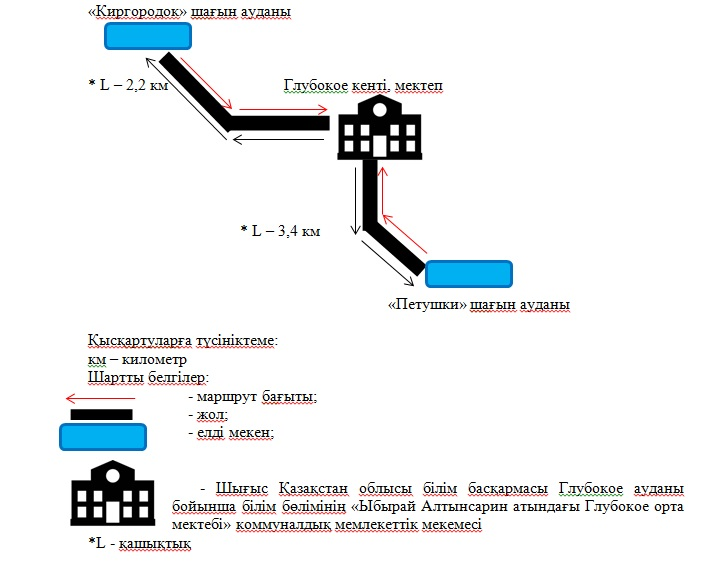 «Киргородок» шағын ауданы
* L – 2,2 км
Глубокое кенті, мектеп
* L – 3,4 км
«Петушки» шағын ауданы
Қысқартуларға түсініктеме:
км – километр
Шартты белгілер:
- маршрут бағыты;
- жол;
- елді мекен;
- Шығыс Қазақстан облысы білім басқармасы Глубокое ауданы
бойынша білім бөлімінің «Ыбырай Алтынсарин атындағы Глубокое орта
мектебі» коммуналдық мемлекеттік мекемесі
*L - қашықтық